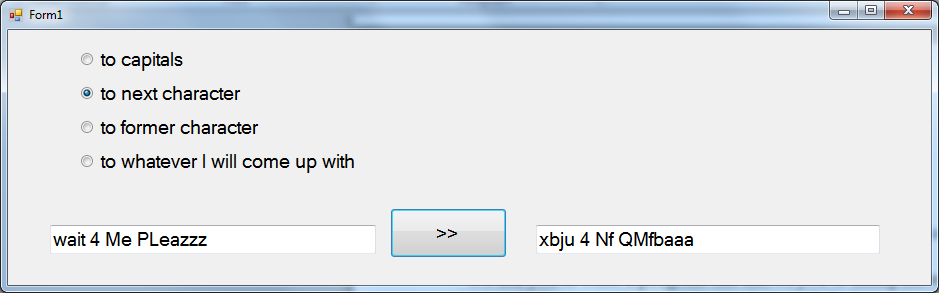 Form1
to capitals
to next character
to former character
to whatever I will come up with
wait 4 Me PLeazzz
>>
xbju 4 Nf QMfbaaa